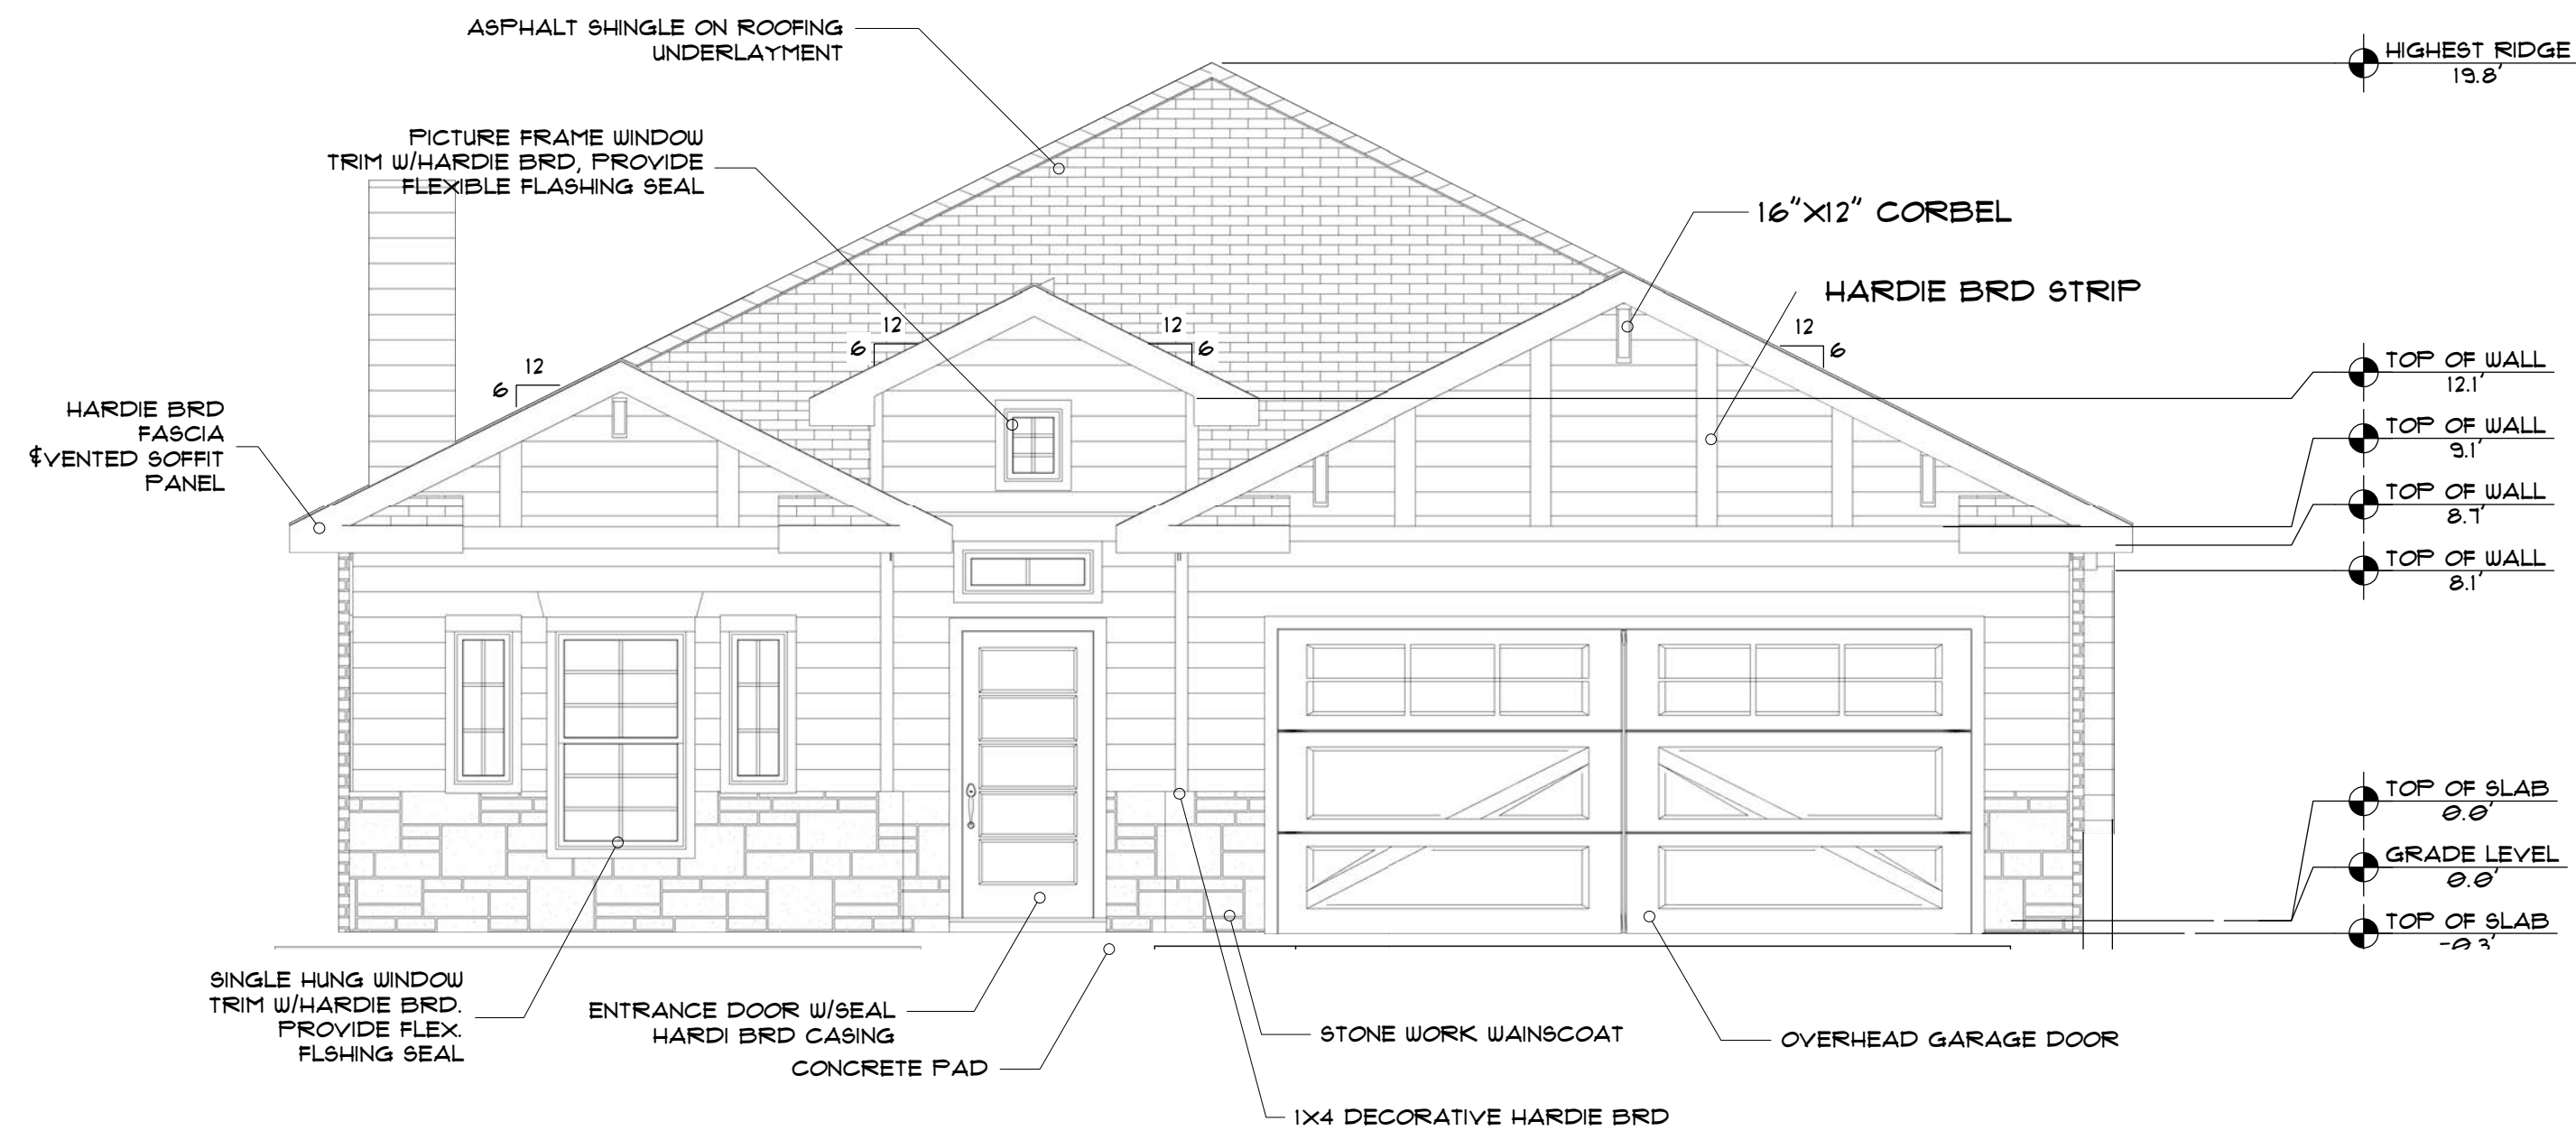 ASPHALT SHINGLE ON ROOFING
UNDERLAYMENT
HIGHEST RIDGE
19.8'
PICTURE FRAME WINDOW
TRIM W/HARDIE BRD, PROVIDE
FLEXIBLE FLASHING SEAL
16"X12" CORBEL
HARDIE BRD STRIP
12
6
12
6
12
6
12
6
TOP OF WALL
12.1'
HARDIE BRD
FASCIA
&VENTED SOFFIT
PANEL
TOP OF WALL
9.1'
TOP OF WALL
8.7'
TOP OF WALL
8.1'
TOP OF SLAB
0.0'
GRADE LEVEL
0.0'
TOP OF SLAB
-0.3'
SINGLE HUNG WINDOW
TRIM W/HARDIE BRD.
PROVIDE FLEX.
FLSHING SEAL
ENTRANCE DOOR W/SEAL
HARDI BRD CASING
CONCRETE PAD
STONE WORK WAINSCOAT
OVERHEAD GARAGE DOOR
1X4 DECORATIVE HARDIE BRD